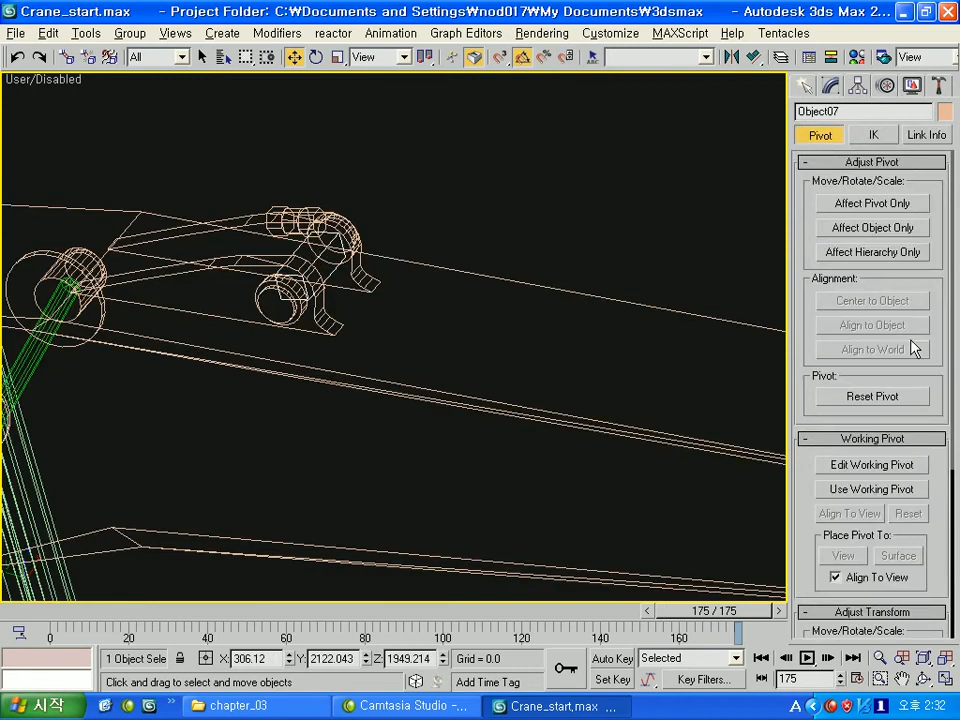 Crane_start.max - Project Folder: C:₩Documents and Settings₩nod017₩My Documents₩3dsmax - Autodesk 3ds Max 2...
File Edit Tools Group Views Create Modifiers reactor Animation Graph Editors Rendering Customize MAXScript Help Tentacles
All View View
User/Disabled
Object07
Pivot IK Link Info
- Adjust Pivot
Move/Rotate/Scale:
Affect Pivot Only
Affect Object Only
Affect Hierarchy Only
Alignment:
Center to Object
Align to Object
Align to World
Pivot:
Reset Pivot
- Working Pivot
Edit Working Pivot
Use Working Pivot
Align To View Reset
Place Pivot To:
View Surface
Align To View
- Adjust Transform
Move/Rotate/Scale:
< 175 / 175 >
0 20 40 60 80 100 120 140 160
1 Object Sele X: 306.12 Y: 2122.043 Z: 1949.214 Grid = 0.0 Auto Key Selected
Click and drag to select and move objects Add Time Tag Set Key Key Filters... 175
시작 chapter_03 Camtasia Studio - ... Crane_start,max ... A 오후 2:32